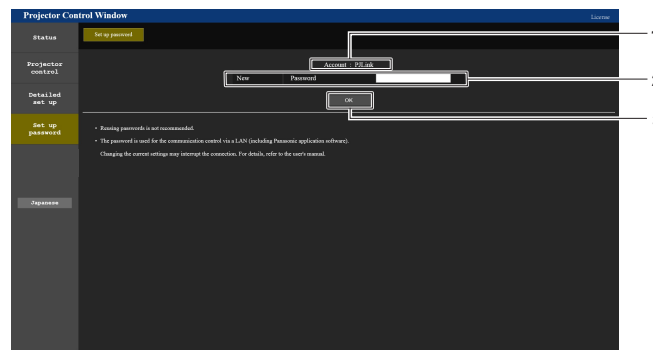 Projector Control Window
License
Status
Set up password
Projector
control
Account : PJLink
New Password
Detailed
set up
OK
Set up
password
• Reusing passwords is not recommended.
• The password is used for the communication control via a LAN (including Panasonic application software).
Changing the current settings may interrupt the connection. For details, refer to the user's manual.
Japanese